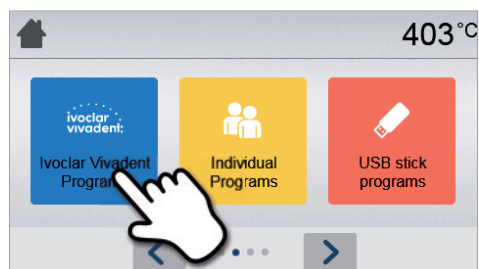 403°C
ivoclar
vivadent:
Ivoclar Vivadent
Individual
Programs
USB stick
programs